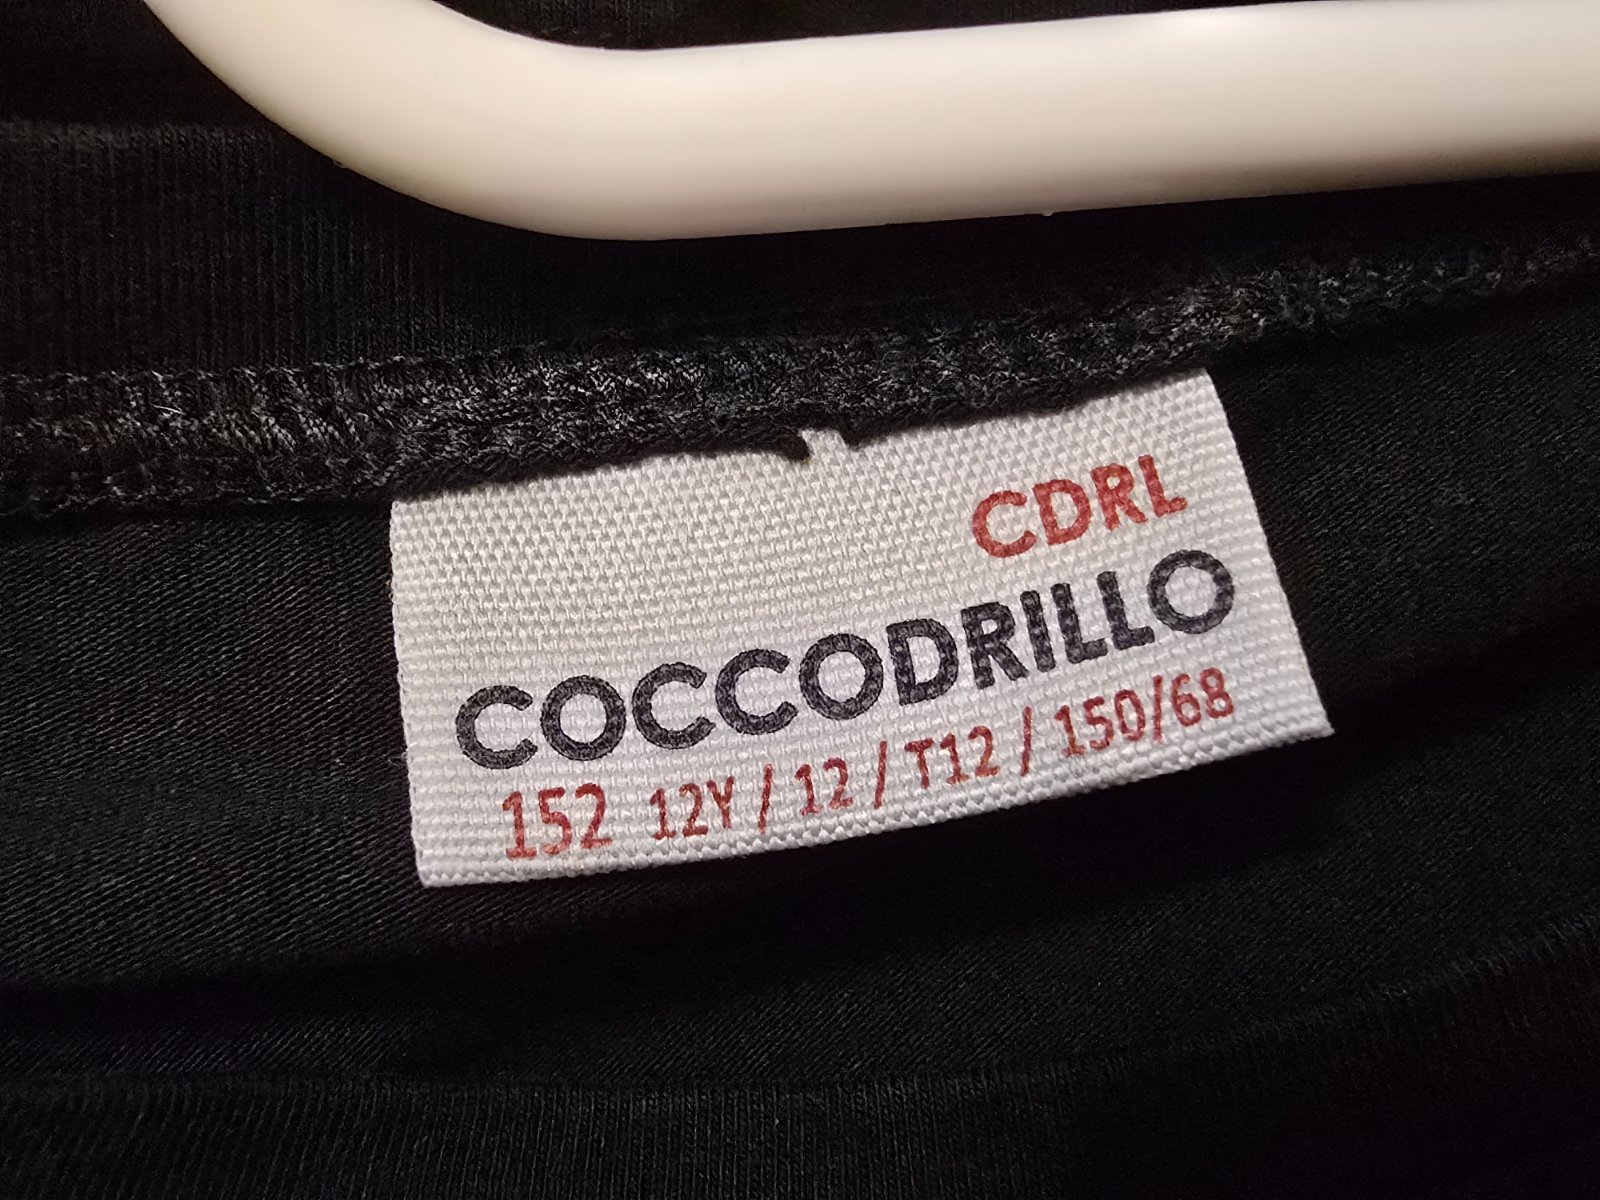 CDRL
COCCODRILLO
152 12Y / 12 / T12 / 150/68